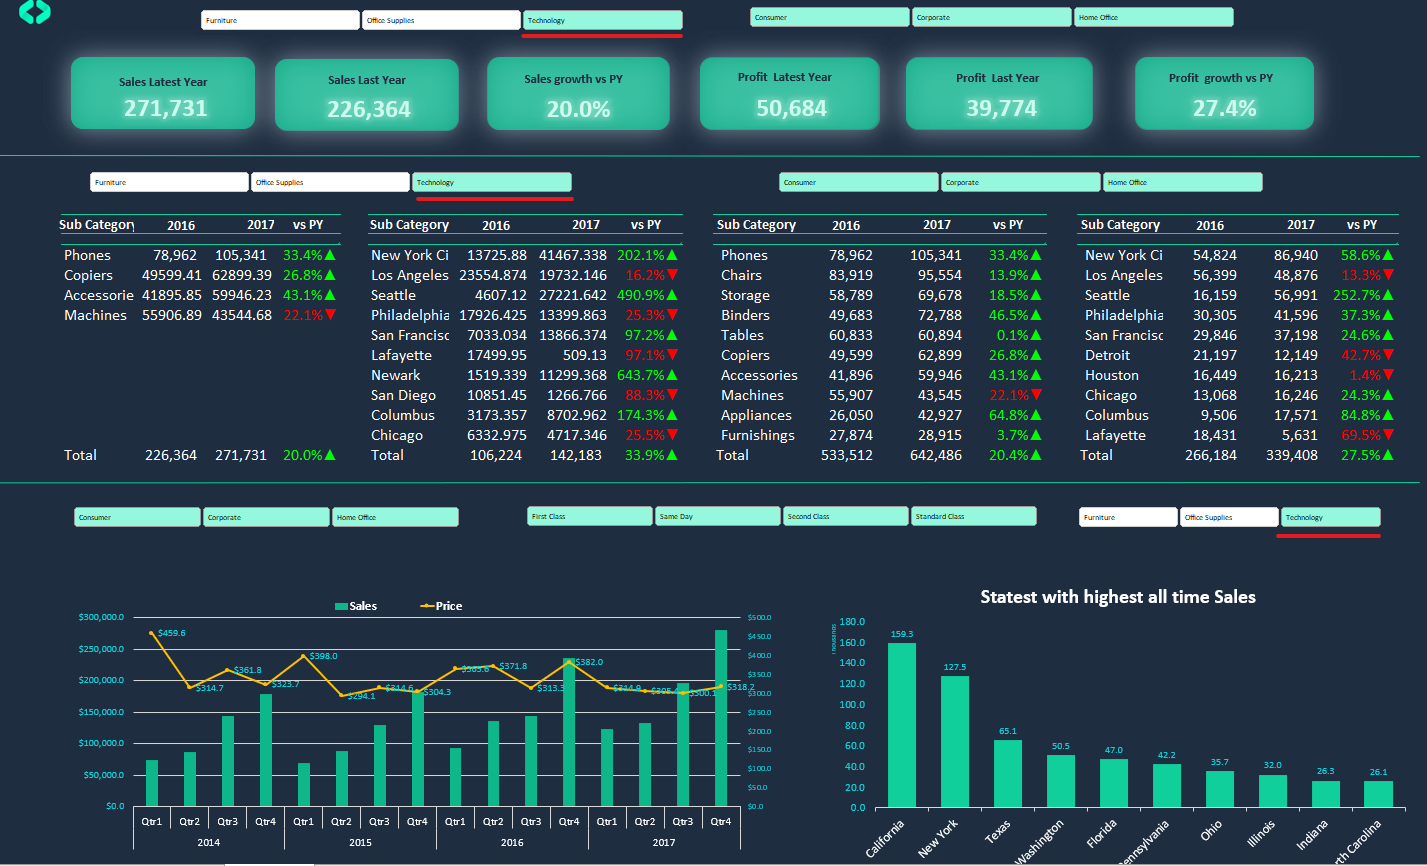 Furniture Office Supplies Technology Consumer Corporate Home Office
Sales Latest Year Sales Last Year Sales growth vs PY Profit Latest Year Profit Last Year Profit growth vs PY
271,731 226,364 20.0% 50,684 39,774 27.4%
Furniture Office Supplies Technology Consumer Corporate Home Office
Sub Category 2016 2017 vs PY Sub Category 2016 2017 vs PY Sub Category 2016 2017 vs PY Sub Category 2016 2017 vs PY
Phones 78,962 105,341 33.4%▲ New York Ci 13725.88 41467.338 202.1%▲ Phones 78,962 105,341 33.4%▲ New York Ci 54,824 86,940 58.6%▲
Copiers 49599.41 62899.39 26.8%▲ Los Angeles 23554.874 19732.146 16.2%▼ Chairs 83,919 95,554 13.9%▲ Los Angeles 56,399 48,876 13.3%▼
Accessorie 41895.85 59946.23 43.1%▲ Seattle 4607.12 27221.642 490.9%▲ Storage 58,789 69,678 18.5%▲ Seattle 16,159 56,991 252.7%▲
Machines 55906.89 43544.68 22.1%▼ Philadelphia 17926.425 13399.863 25.3%▼ Binders 49,683 72,788 46.5%▲ Philadelphia 30,305 41,596 37.3%▲
San Francisc 7033.034 13866.374 97.2%▲ Tables 60,833 60,894 0.1%▲ San Francisc 29,846 37,198 24.6%▲
Lafayette 17499.95 509.13 97.1%▼ Copiers 49,599 62,899 26.8%▲ Detroit 21,197 12,149 42.7%▼
Newark 1519.339 11299.368 643.7%▲ Accessories 41,896 59,946 43.1%▲ Houston 16,449 16,213 1.4%▼
San Diego 10851.45 1266.766 88.3%▼ Machines 55,907 43,545 22.1%▼ Chicago 13,068 16,246 24.3%▲
Columbus 3173.357 8702.962 174.3%▲ Appliances 26,050 42,927 64.8%▲ Columbus 9,506 17,571 84.8%▲
Chicago 6332.975 4717.346 25.5%▼ Furnishings 27,874 28,915 3.7%▲ Lafayette 18,431 5,631 69.5%▼
Total 226,364 271,731 20.0%▲ Total 106,224 142,183 33.9%▲ Total 533,512 642,486 20.4%▲ Total 266,184 339,408 27.5%▲
Consumer Corporate Home Office First Class Same Day Second Class Standard Class Furniture Office Supplies Technology
Sales Price
$300,000.0
$250,000.0
$200,000.0
$150,000.0
$100,000.0
$50,000.0
$0.0
$459.6 $314.7 $361.8 $323.7 $398.0 $294.1 $304.3 $371.8 $313.3 $382.0 $318.2
$500.0
$450.0
$400.0
$350.0
$300.0
$250.0
$200.0
$150.0
$100.0
$50.0
$0.0
Qtr1 Qtr2 Qtr3 Qtr4 Qtr1 Qtr2 Qtr3 Qtr4 Qtr1 Qtr2 Qtr3 Qtr4 Qtr1 Qtr2 Qtr3 Qtr4
2014 2015 2016 2017
Statest with highest all time Sales
Thousands
180.0
160.0
140.0
120.0
100.0
80.0
60.0
40.0
20.0
0.0
159.3 127.5 65.1 50.5 47.0 42.2 35.7 32.0 26.3 26.1
California New York Texas Washington Florida ennsylvania Ohio Illinois Indiana rth Carolina